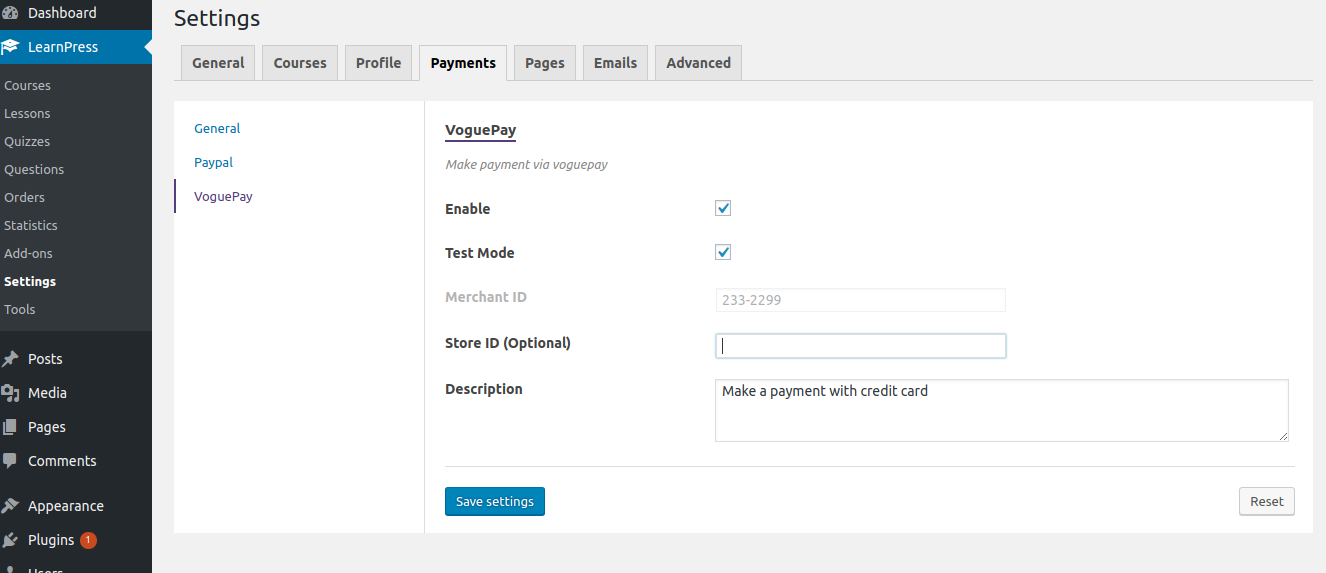 Dashboard
LearnPress
Courses
Lessons
Quizzes
Questions
Orders
Statistics
Add-ons
Settings
Tools
Posts
Media
Pages
Comments
Appearance
Plugins 1
Users
Settings
General Courses Profile Payments Pages Emails Advanced
General
Paypal
VoguePay
VoguePay
Make payment via voguepay
Enable
Test Mode
Merchant ID 233-2299
Store ID (Optional)
Description Make a payment with credit card
Save settings Reset